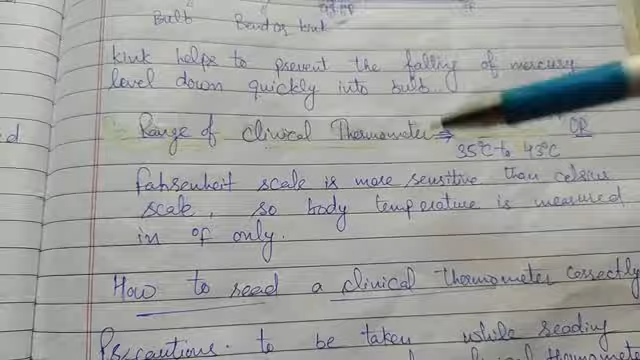 Bulb Bend or kink
kink helps to prevent the falling of mercury
level down quickly into bulb.
Range of clinical Thermometer ⇒
OR
35°C to 43°C
Fahrenheit scale is more sensitive than celsius
scale, so body temperature is measured
in °F only.
How to read a clinical thermometer correctly
Precautions to be taken while reading